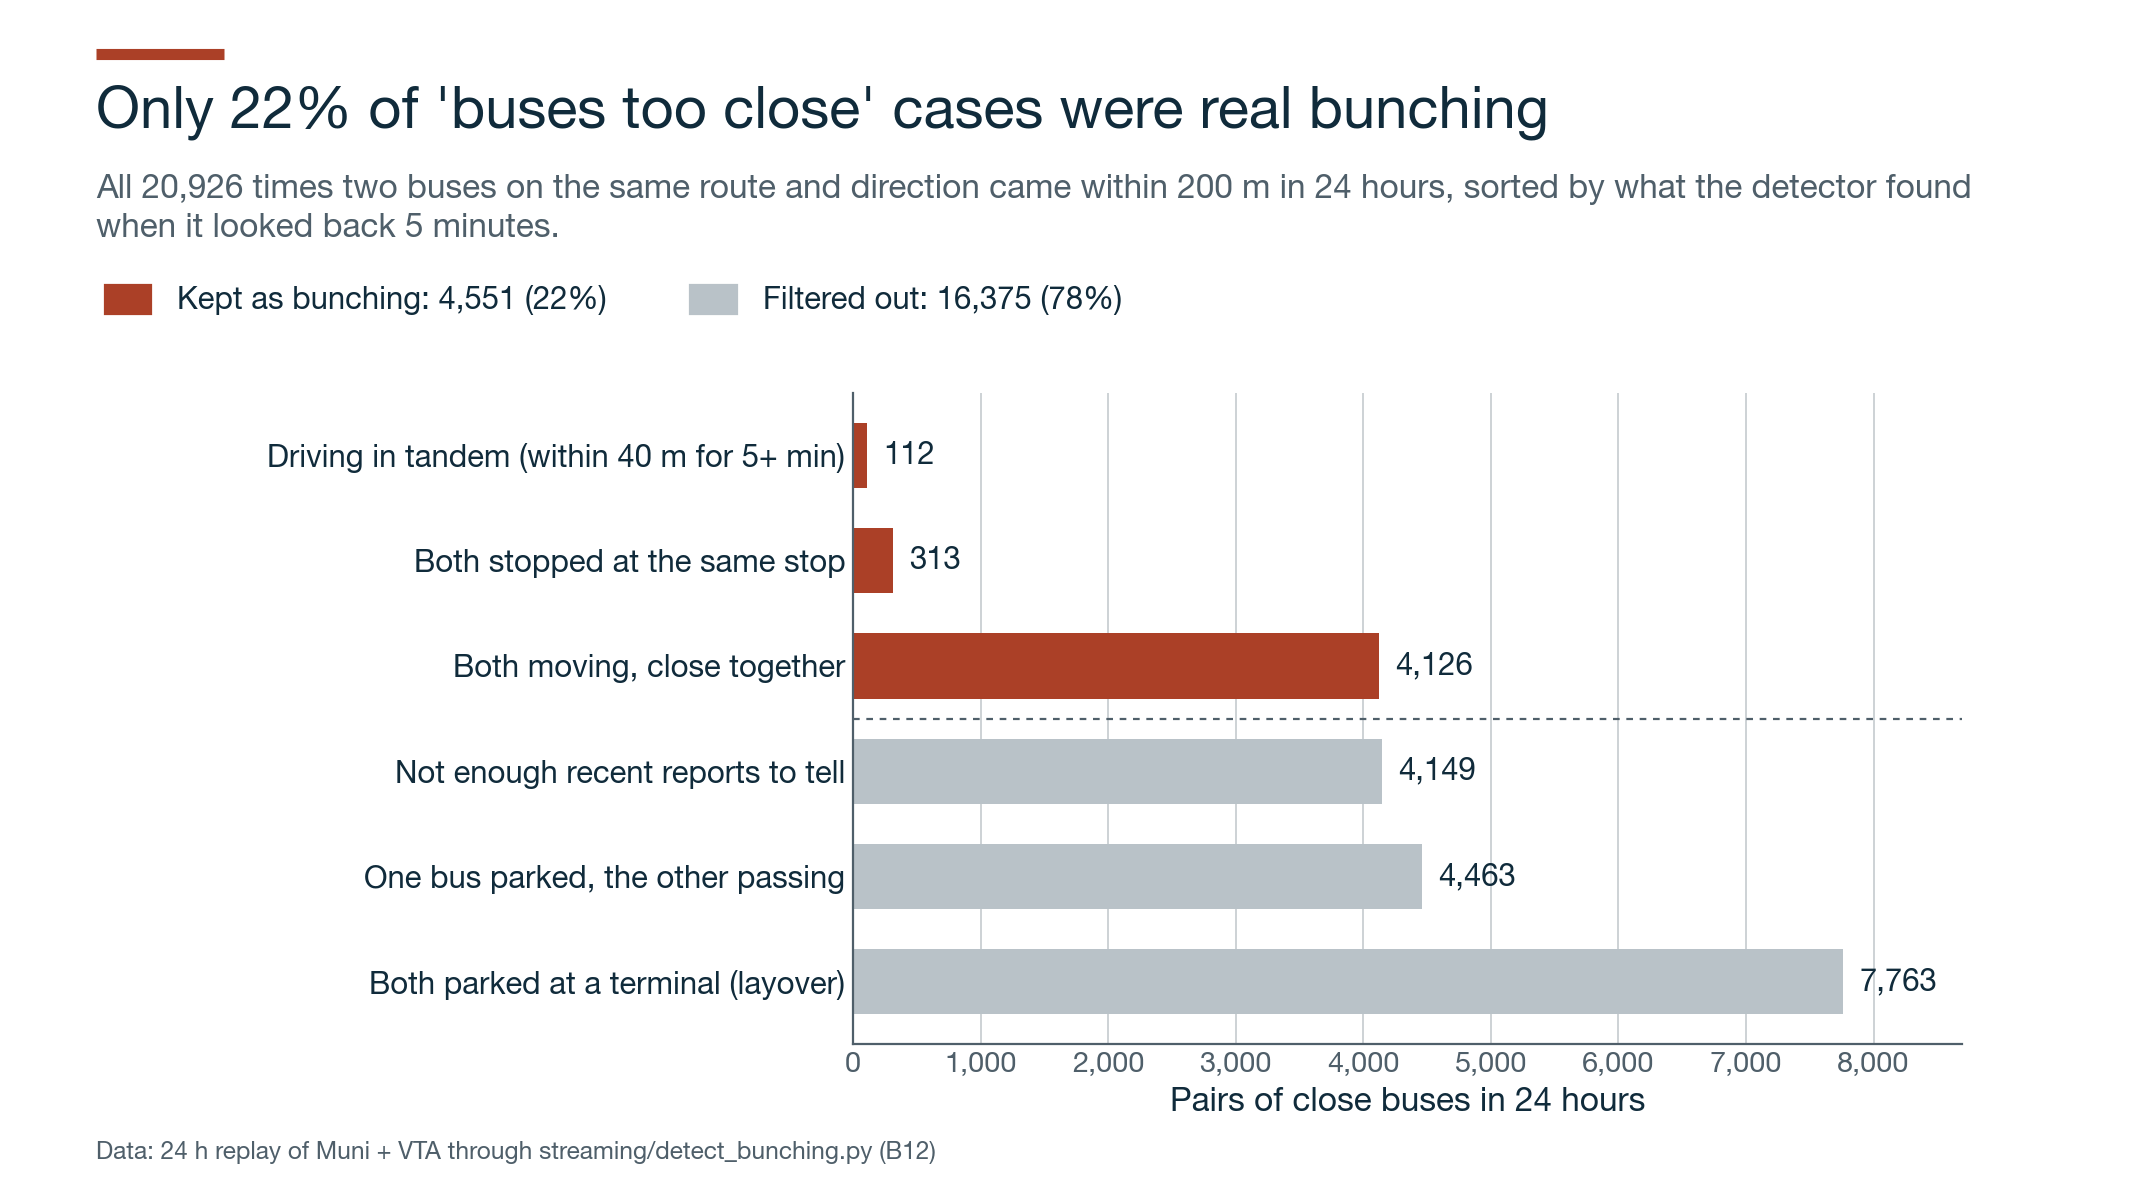 Only 22% of 'buses too close' cases were real bunching
All 20,926 times two buses on the same route and direction came within 200 m in 24 hours, sorted by what the detector found
when it looked back 5 minutes.
Kept as bunching: 4,551 (22%)
Filtered out: 16,375 (78%)
Driving in tandem (within 40 m for 5+ min) 112
Both stopped at the same stop 313
Both moving, close together 4,126
Not enough recent reports to tell 4,149
One bus parked, the other passing 4,463
Both parked at a terminal (layover) 7,763
0 1,000 2,000 3,000 4,000 5,000 6,000 7,000 8,000
Pairs of close buses in 24 hours
Data: 24 h replay of Muni + VTA through streaming/detect_bunching.py (B12)